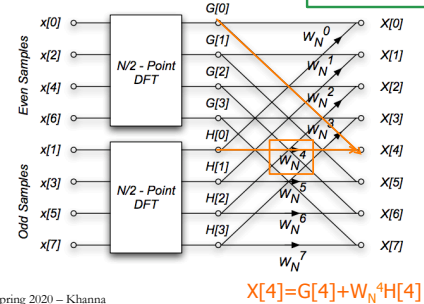 G[0]
x[0] X[0]
G[1] W_N^0
x[2] N/2 - Point DFT X[1]
G[2] W_N^1
x[4] X[2]
G[3] W_N^2
x[6] X[3]
H[0] W_N^3
x[1] X[4]
H[1] W_N^4
x[3] N/2 - Point DFT X[5]
H[2] W_N^5
x[5] X[6]
H[3] W_N^6
x[7] X[7]
W_N^7
Even Samples
Odd Samples
X[4]=G[4]+W_N^4H[4]
pring 2020 – Khanna